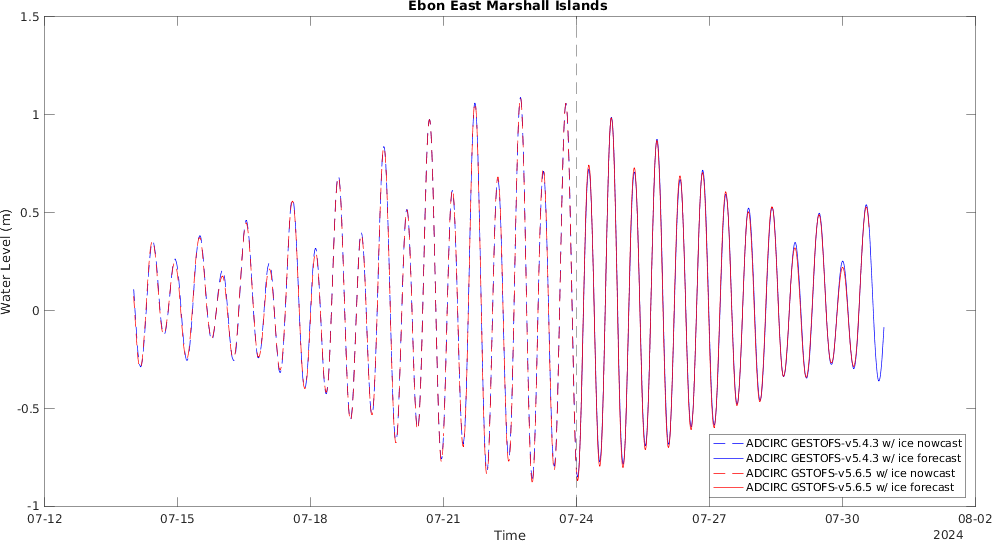 Ebon East Marshall Islands
1.5
1
0.5
0
-0.5
-1
Water Level (m)
07-12
07-15
07-18
07-21
07-24
07-27
07-30
08-02
2024
Time
ADCIRC GESTOFS-v5.4.3 w/ ice nowcast
ADCIRC GESTOFS-v5.4.3 w/ ice forecast
ADCIRC GSTOFS-v5.6.5 w/ ice nowcast
ADCIRC GSTOFS-v5.6.5 w/ ice forecast